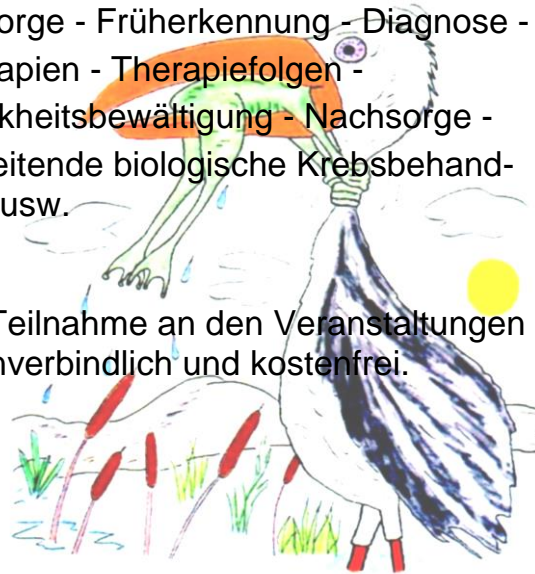 orge - Früherkennung - Diagnose -
apien - Therapiefolgen -
kheitsbewältigung - Nachsorge -
eitende biologische Krebsbehand-
usw.
Teilnahme an den Veranstaltungen
nverbindlich und kostenfrei.